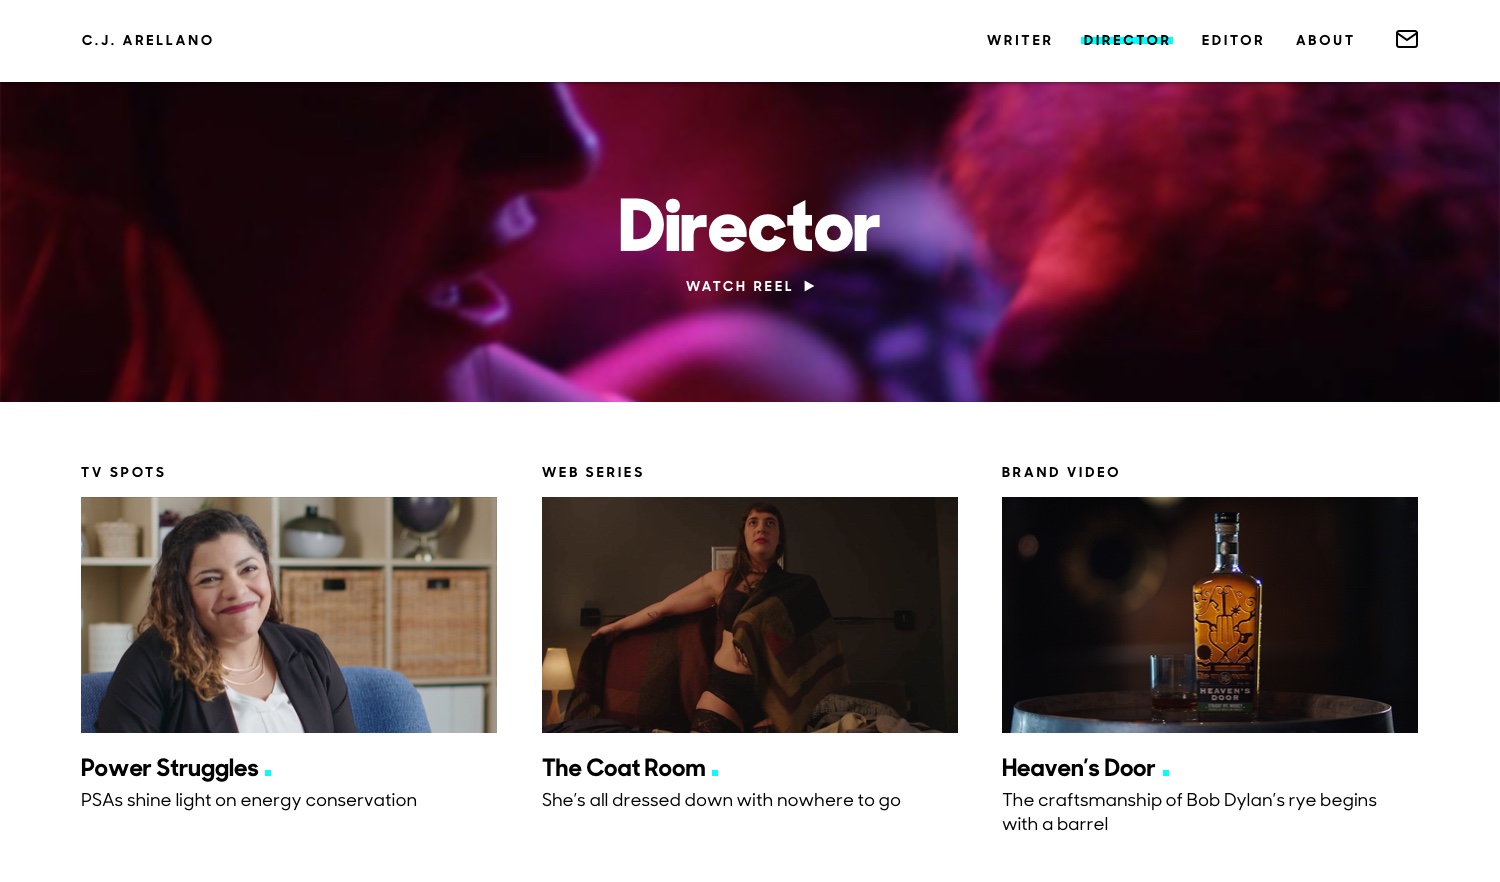 C.J. ARELLANO
WRITER DIRECTOR EDITOR ABOUT
Director
WATCH REEL
TV SPOTS
Power Struggles
PSAs shine light on energy conservation
WEB SERIES
The Coat Room
She’s all dressed down with nowhere to go
BRAND VIDEO
HEAVEN'S
DOOR
Heaven’s Door
The craftsmanship of Bob Dylan’s rye begins
with a barrel